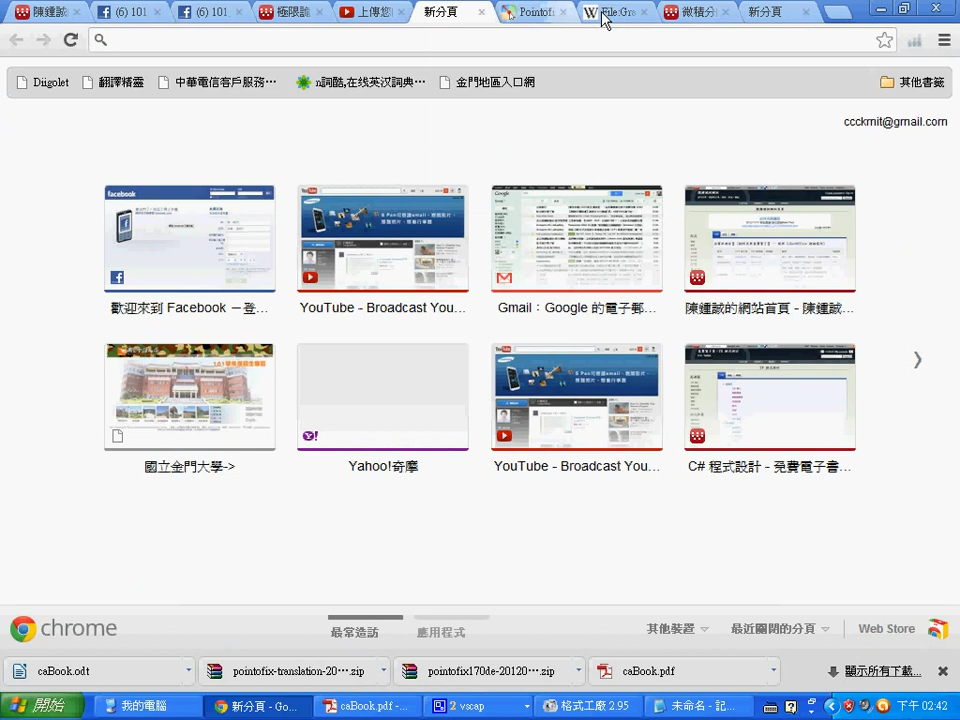 陳鍾誠
(6) 101
(6) 101
極限論
上傳您
新分頁
Pointofi
File:Gra
微積分
新分頁
Diigolet
翻譯精靈
中華電信客戶服務…
n詞酷,在线英汉詞典…
金門地區入口網
其他書籤
ccckmit@gmail.com
歡迎來到 Facebook - 登...
YouTube - Broadcast You...
Gmail：Google 的電子郵...
陳鍾誠的網站首頁 - 陳鍾誠...
國立金門大學->
Yahoo!奇摩
YouTube - Broadcast You...
C# 程式設計 - 免費電子書...
chrome
最常造訪
應用程式
其他裝置
最近關閉的分頁
Web Store
caBook.odt
pointofix-translation-20….zip
pointofix170de-20120….zip
caBook.pdf
顯示所有下載...
開始
我的電腦
新分頁 - Go...
caBook.pdf -...
2 vscap
格式工廠 2.95
未命名 - 記...
下午 02:42